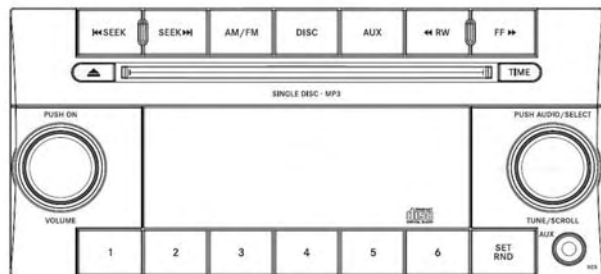 ⏮SEEK
SEEK⏭
AM/FM
DISC
AUX
◀◀ RW
FF ▶▶
TIME
SINGLE DISC · MP3
PUSH ON
PUSH AUDIO/SELECT
VOLUME
TUNE/SCROLL
AUX
1
2
3
4
5
6
SET
RND